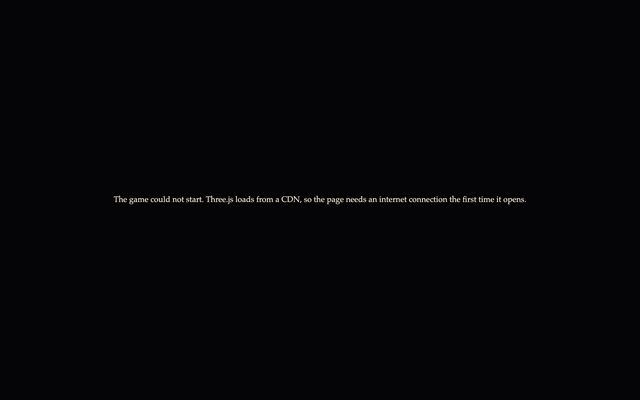 The game could not start. Three.js loads from a CDN, so the page needs an internet connection the first time it opens.